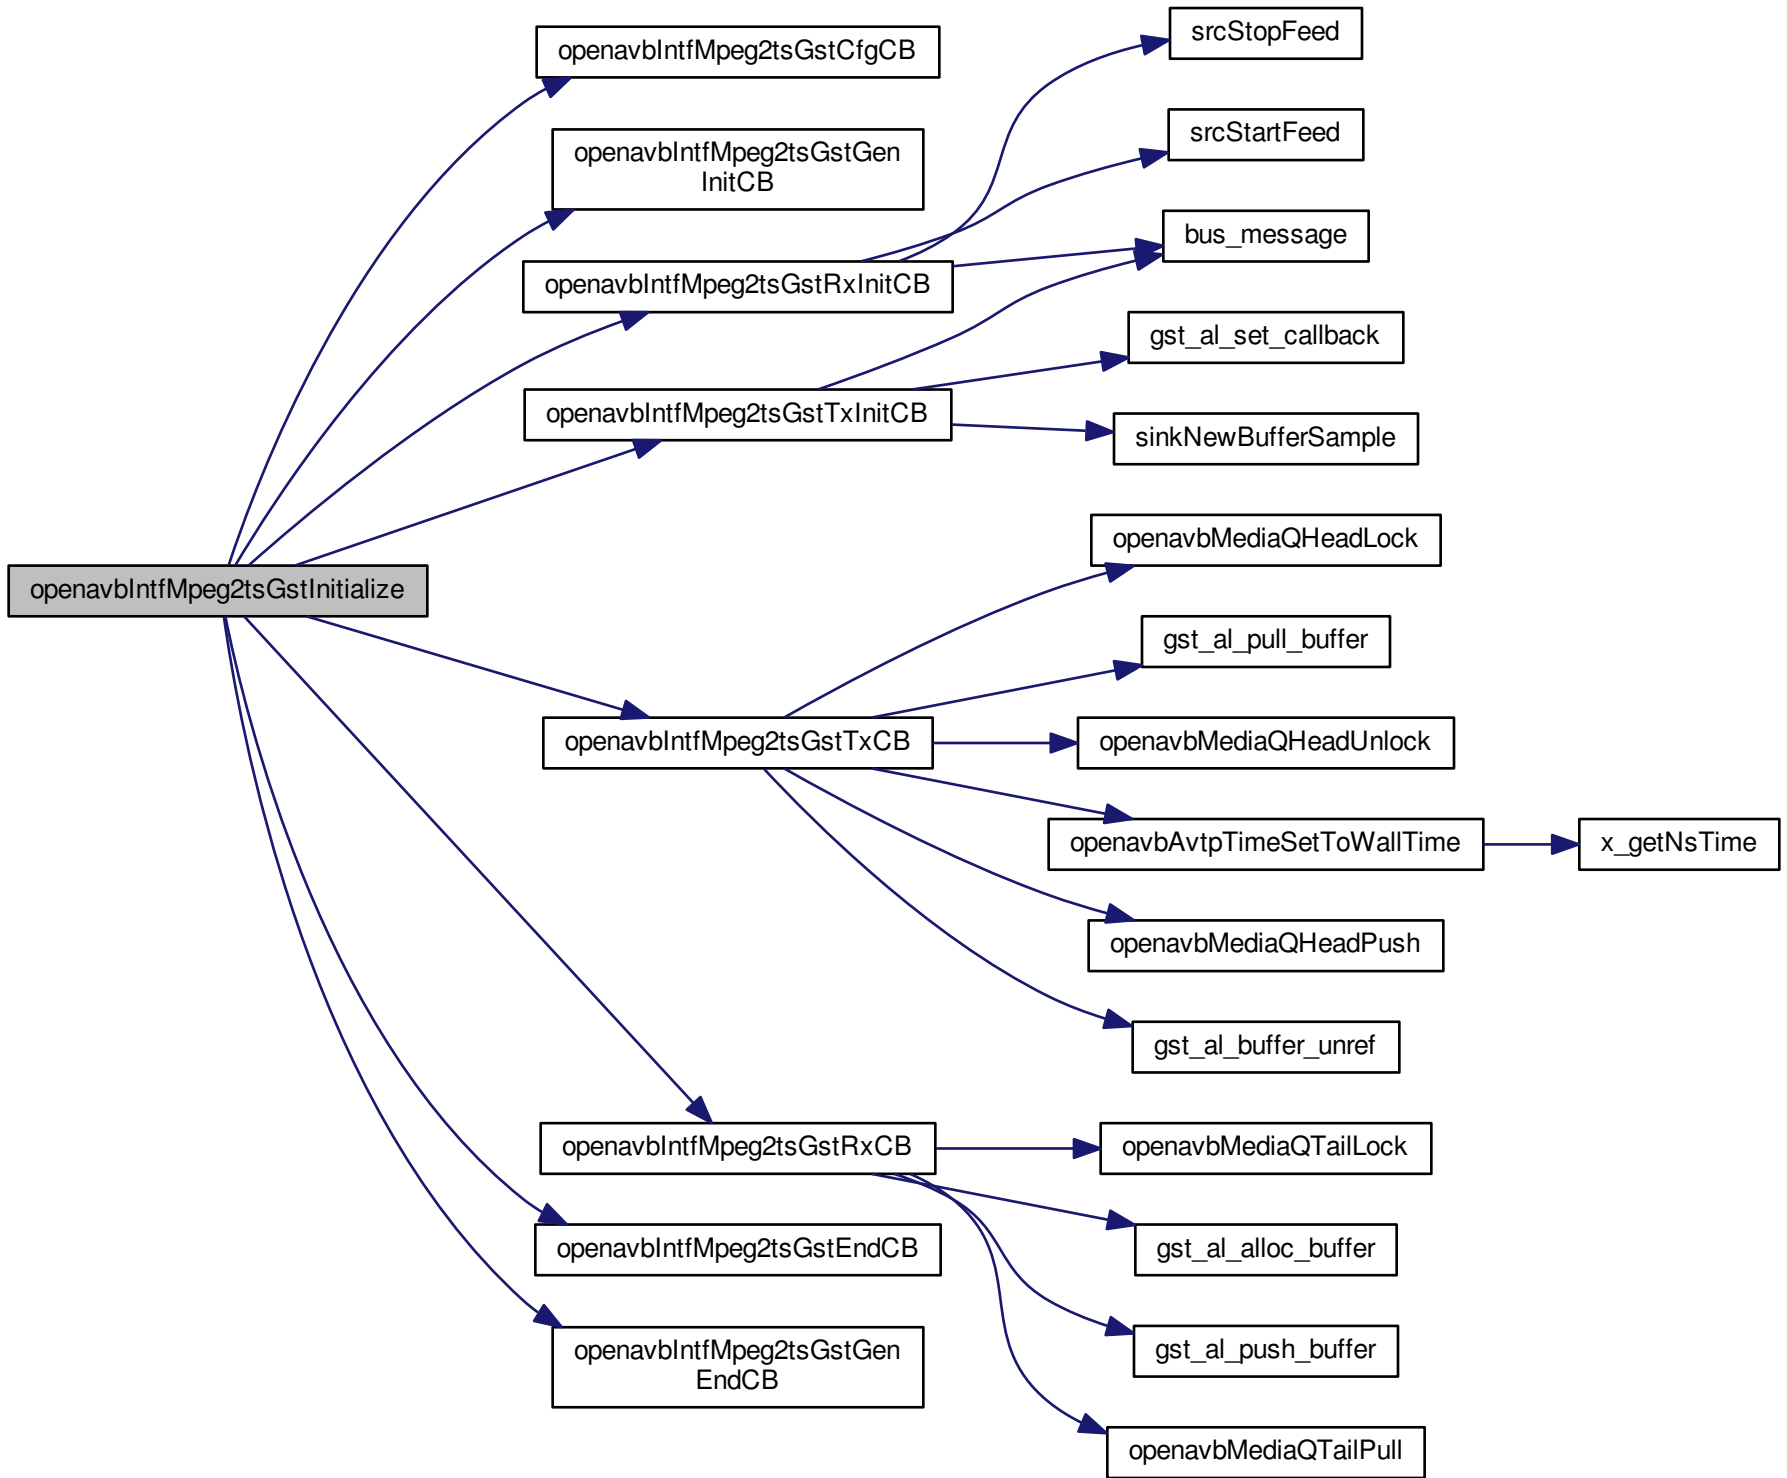 openavbIntfMpeg2tsGstInitialize
openavbIntfMpeg2tsGstCfgCB
openavbIntfMpeg2tsGstGen
InitCB
openavbIntfMpeg2tsGstRxInitCB
openavbIntfMpeg2tsGstTxInitCB
openavbIntfMpeg2tsGstTxCB
openavbIntfMpeg2tsGstRxCB
openavbIntfMpeg2tsGstEndCB
openavbIntfMpeg2tsGstGen
EndCB
srcStopFeed
srcStartFeed
bus_message
gst_al_set_callback
sinkNewBufferSample
openavbMediaQHeadLock
gst_al_pull_buffer
openavbMediaQHeadUnlock
openavbAvtpTimeSetToWallTime
openavbMediaQHeadPush
gst_al_buffer_unref
openavbMediaQTailLock
gst_al_alloc_buffer
gst_al_push_buffer
openavbMediaQTailPull
x_getNsTime